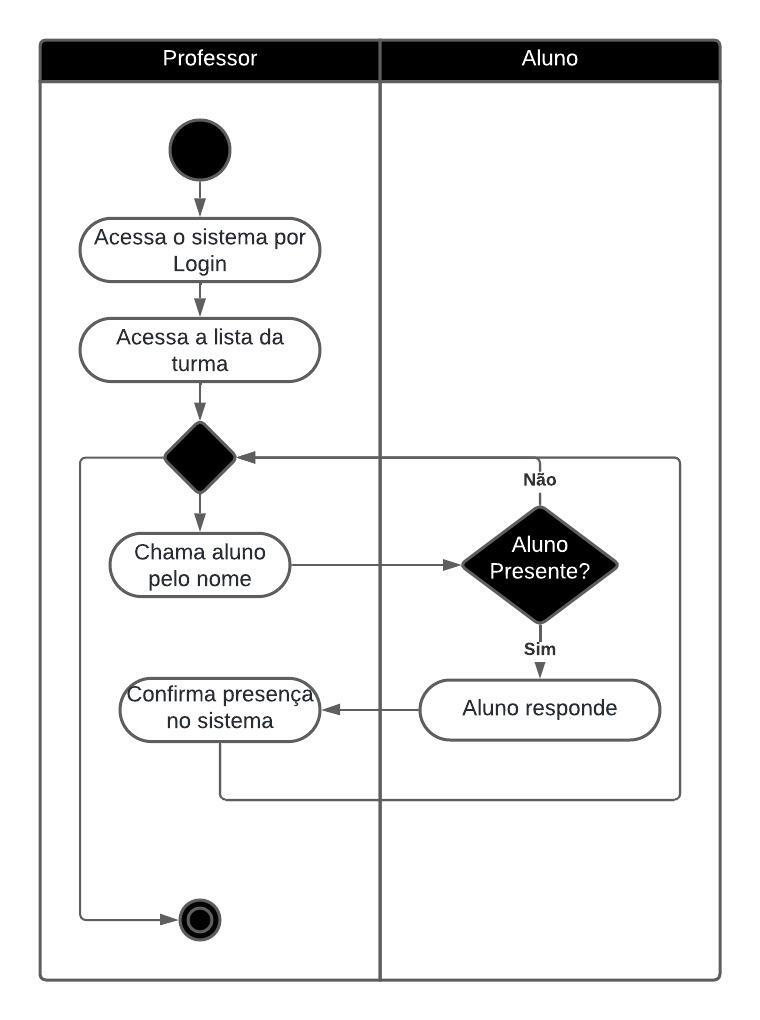 Professor
Aluno
Acessa o sistema por
Login
Acessa a lista da
turma
Não
Chama aluno
pelo nome
Aluno
Presente?
Sim
Confirma presença
no sistema
Aluno responde